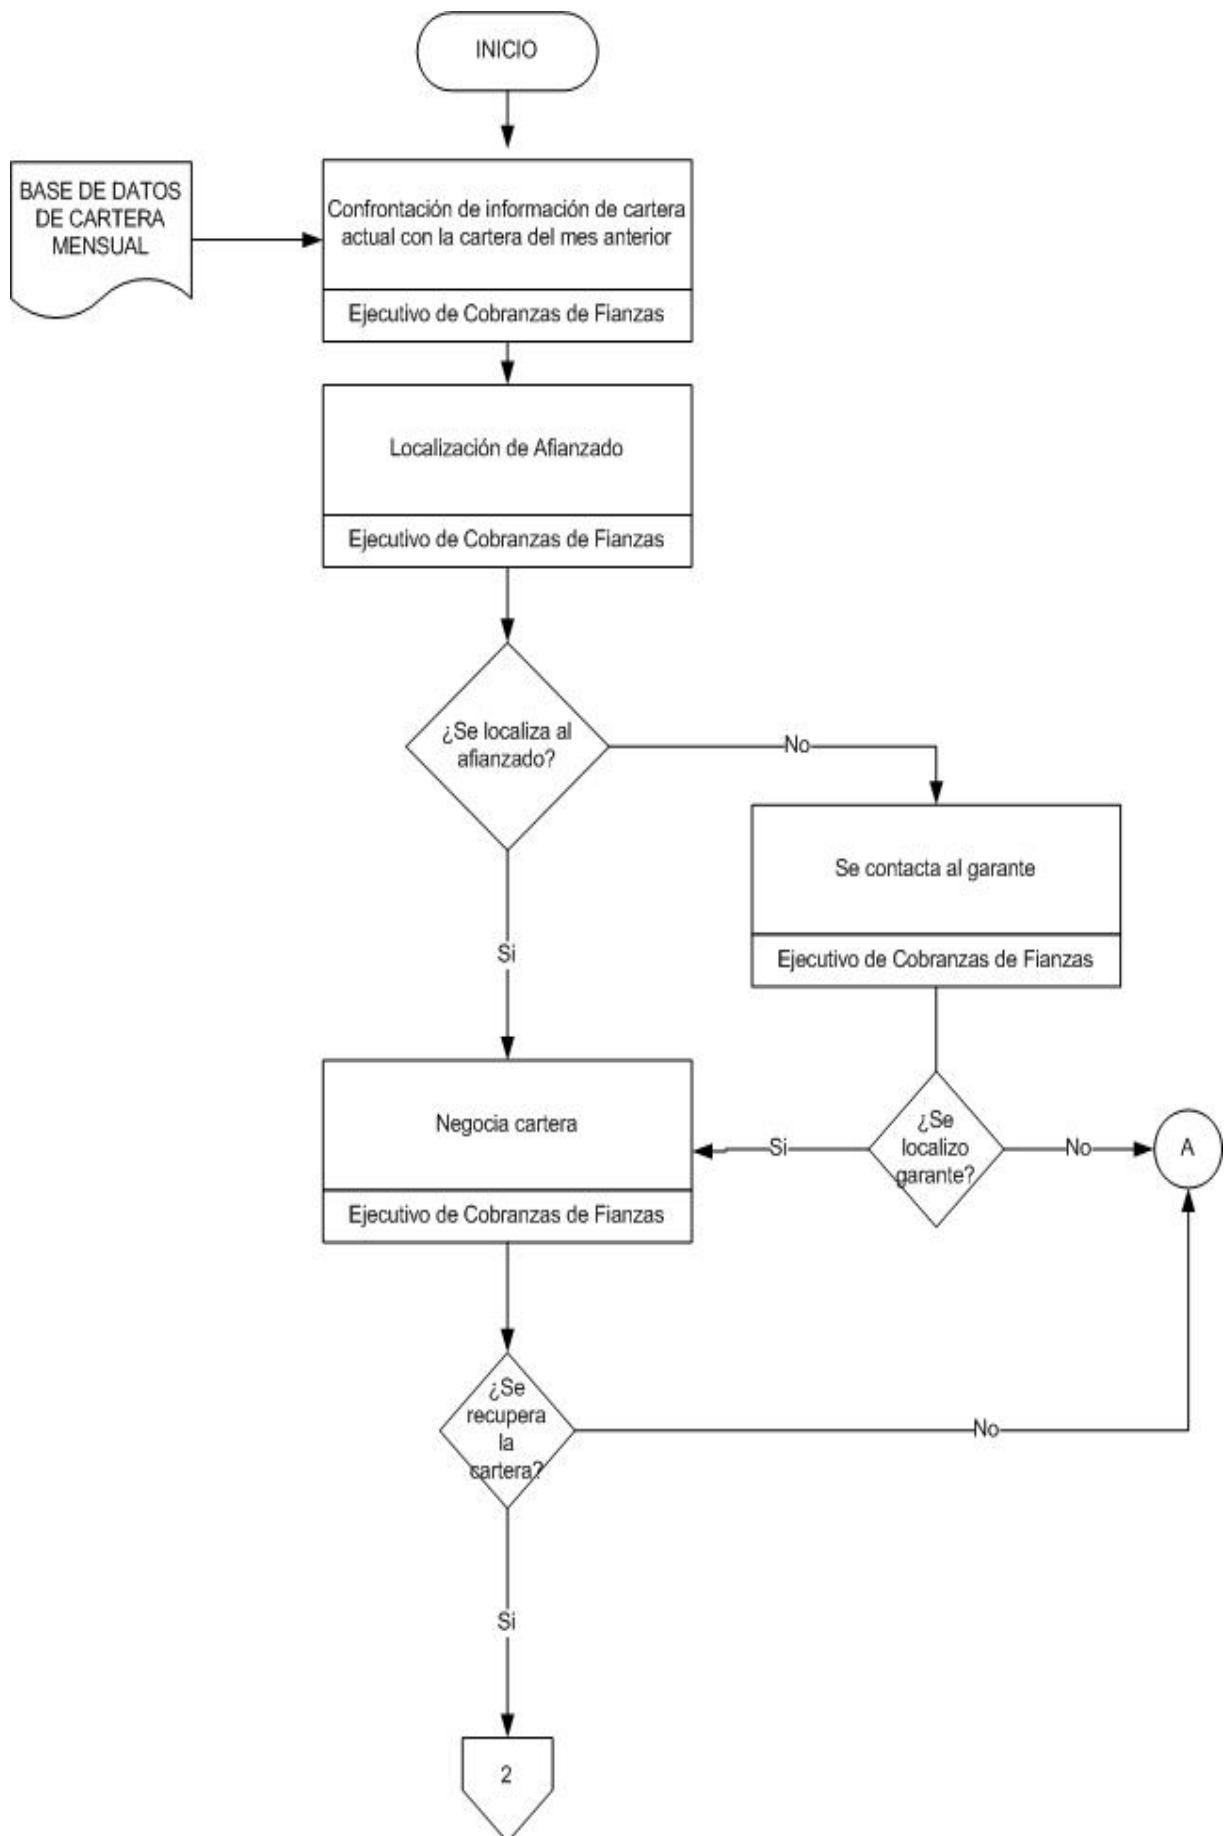 INICIO
BASE DE DATOS
DE CARTERA
MENSUAL
Confrontación de información de cartera
actual con la cartera del mes anterior
Ejecutivo de Cobranzas de Fianzas
Localización de Afianzado
Ejecutivo de Cobranzas de Fianzas
¿Se localiza al
afianzado?
No
Se contacta al garante
Ejecutivo de Cobranzas de Fianzas
Si
Negocia cartera
Ejecutivo de Cobranzas de Fianzas
Si
¿Se
localizo
garante?
No
A
¿Se
recupera
la
cartera?
No
Si
2